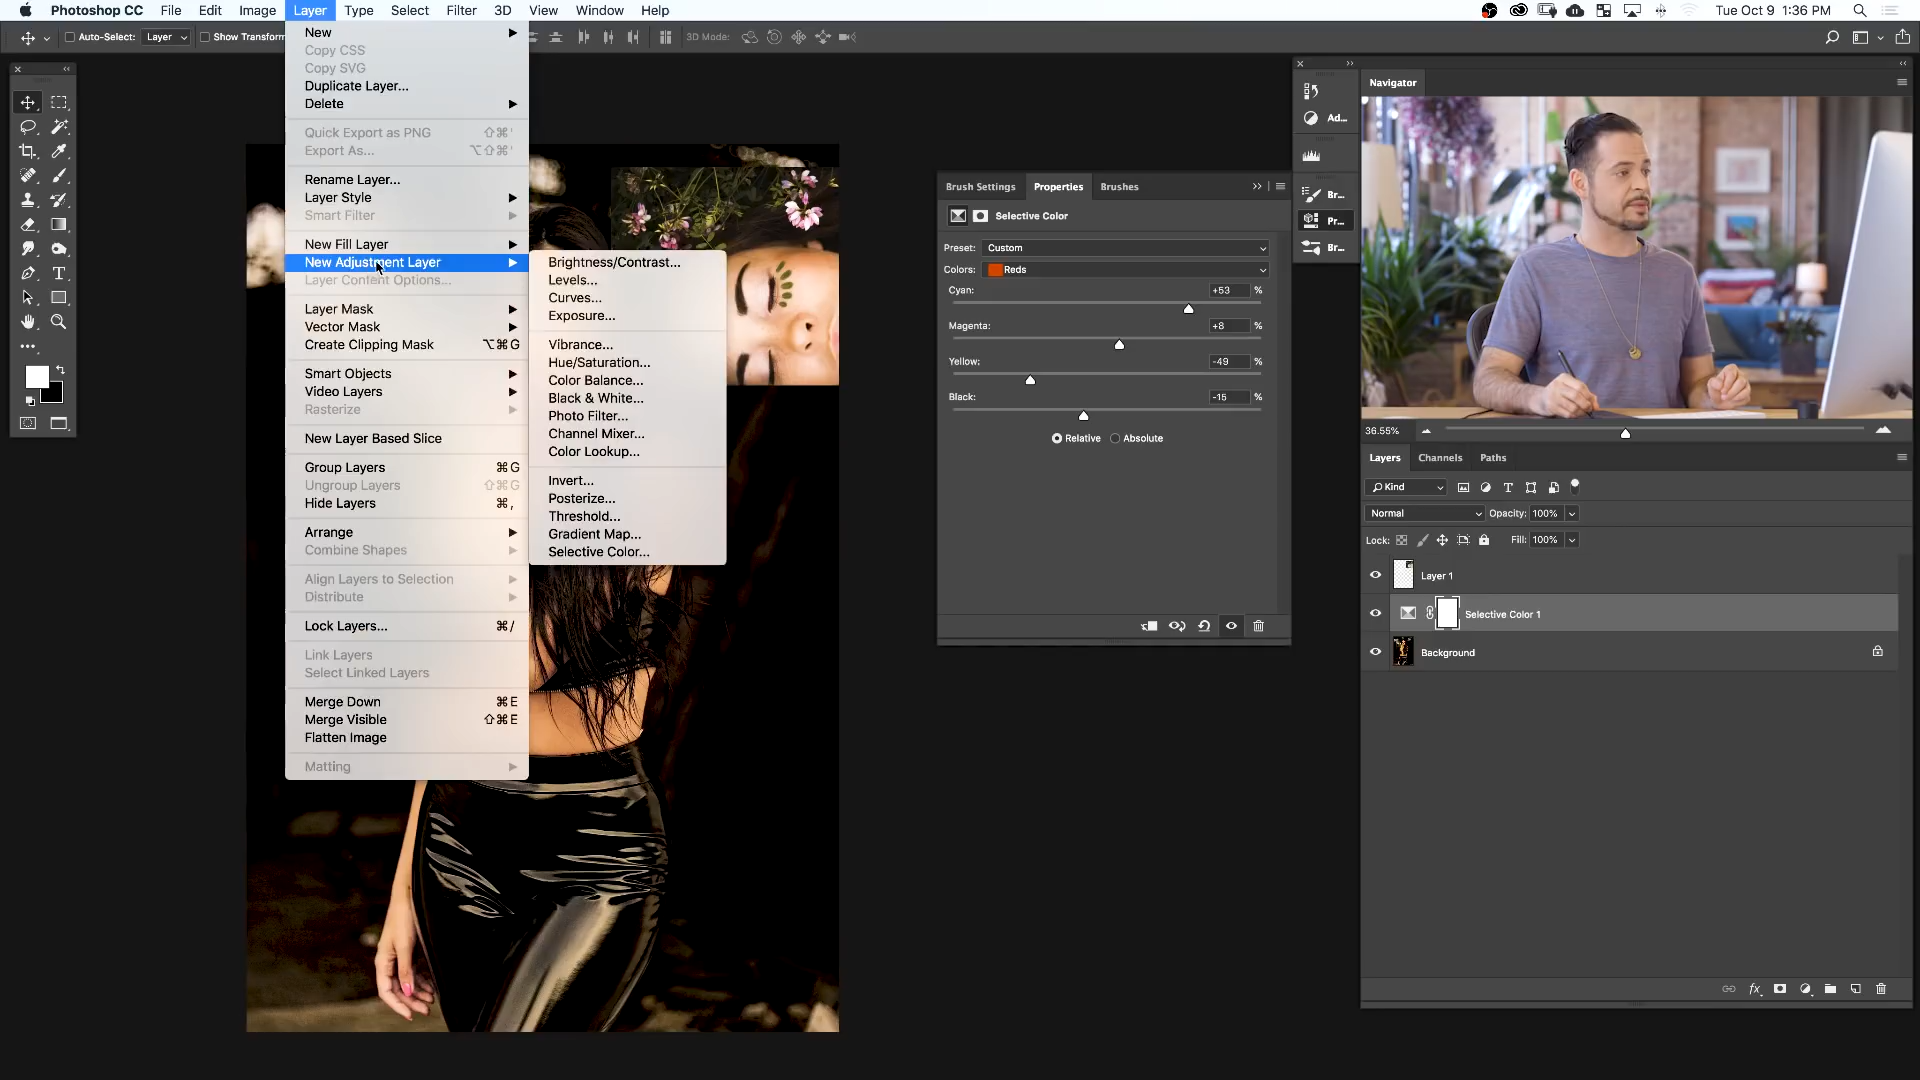 Photoshop CC File Edit Image Layer Type Select Filter 3D View Window Help Tue Oct 9 1:36 PM
Auto-Select: Layer Show Transform 3D Mode:
New
Copy CSS
Copy SVG
Duplicate Layer...
Delete
Quick Export as PNG ⇧⌘'
Export As... ⌥⇧⌘'
Rename Layer...
Layer Style
Smart Filter
New Fill Layer
New Adjustment Layer
Layer Content Options...
Layer Mask
Vector Mask
Create Clipping Mask ⌥⌘G
Smart Objects
Video Layers
Rasterize
New Layer Based Slice
Group Layers ⌘G
Ungroup Layers ⇧⌘G
Hide Layers ⌘,
Arrange
Combine Shapes
Align Layers to Selection
Distribute
Lock Layers... ⌘/
Link Layers
Select Linked Layers
Merge Down ⌘E
Merge Visible ⇧⌘E
Flatten Image
Matting
Brightness/Contrast...
Levels...
Curves...
Exposure...
Vibrance...
Hue/Saturation...
Color Balance...
Black & White...
Photo Filter...
Channel Mixer...
Color Lookup...
Invert...
Posterize...
Threshold...
Gradient Map...
Selective Color...
Brush Settings Properties Brushes
Selective Color
Preset: Custom
Colors: Reds
Cyan: +53 %
Magenta: +8 %
Yellow: -49 %
Black: -15 %
Relative Absolute
Ad...
Br...
Pr...
Br...
Navigator
36.55%
Layers Channels Paths
Kind
Normal Opacity: 100%
Lock: Fill: 100%
Layer 1
Selective Color 1
Background
fx